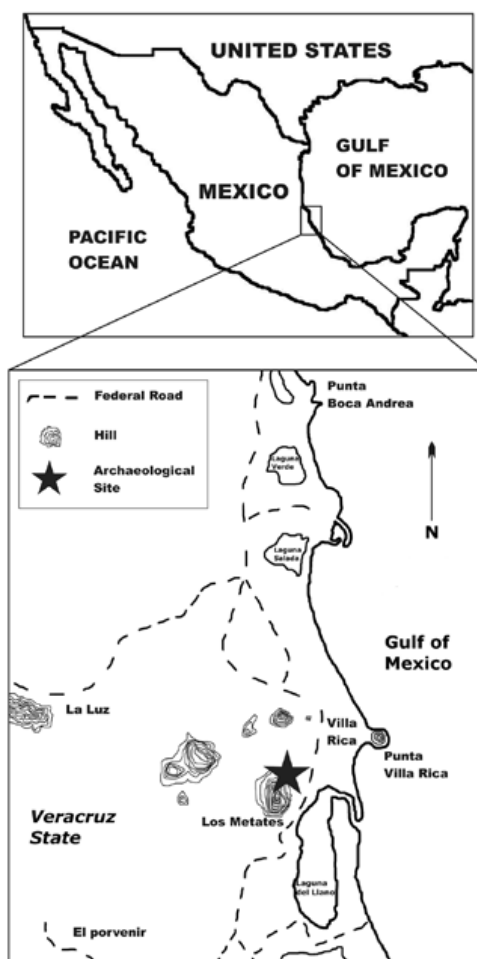 UNITED STATES
GULF
OF MEXICO
MEXICO
PACIFIC
OCEAN
Federal Road
Hill
Archaeological
Site
Punta
Boca Andrea
Laguna
Verde
N
Laguna
Salada
Gulf of
Mexico
La Luz
Villa
Rica
Punta
Villa Rica
Veracruz
State
Los Metates
Laguna
del Llano
El porvenir